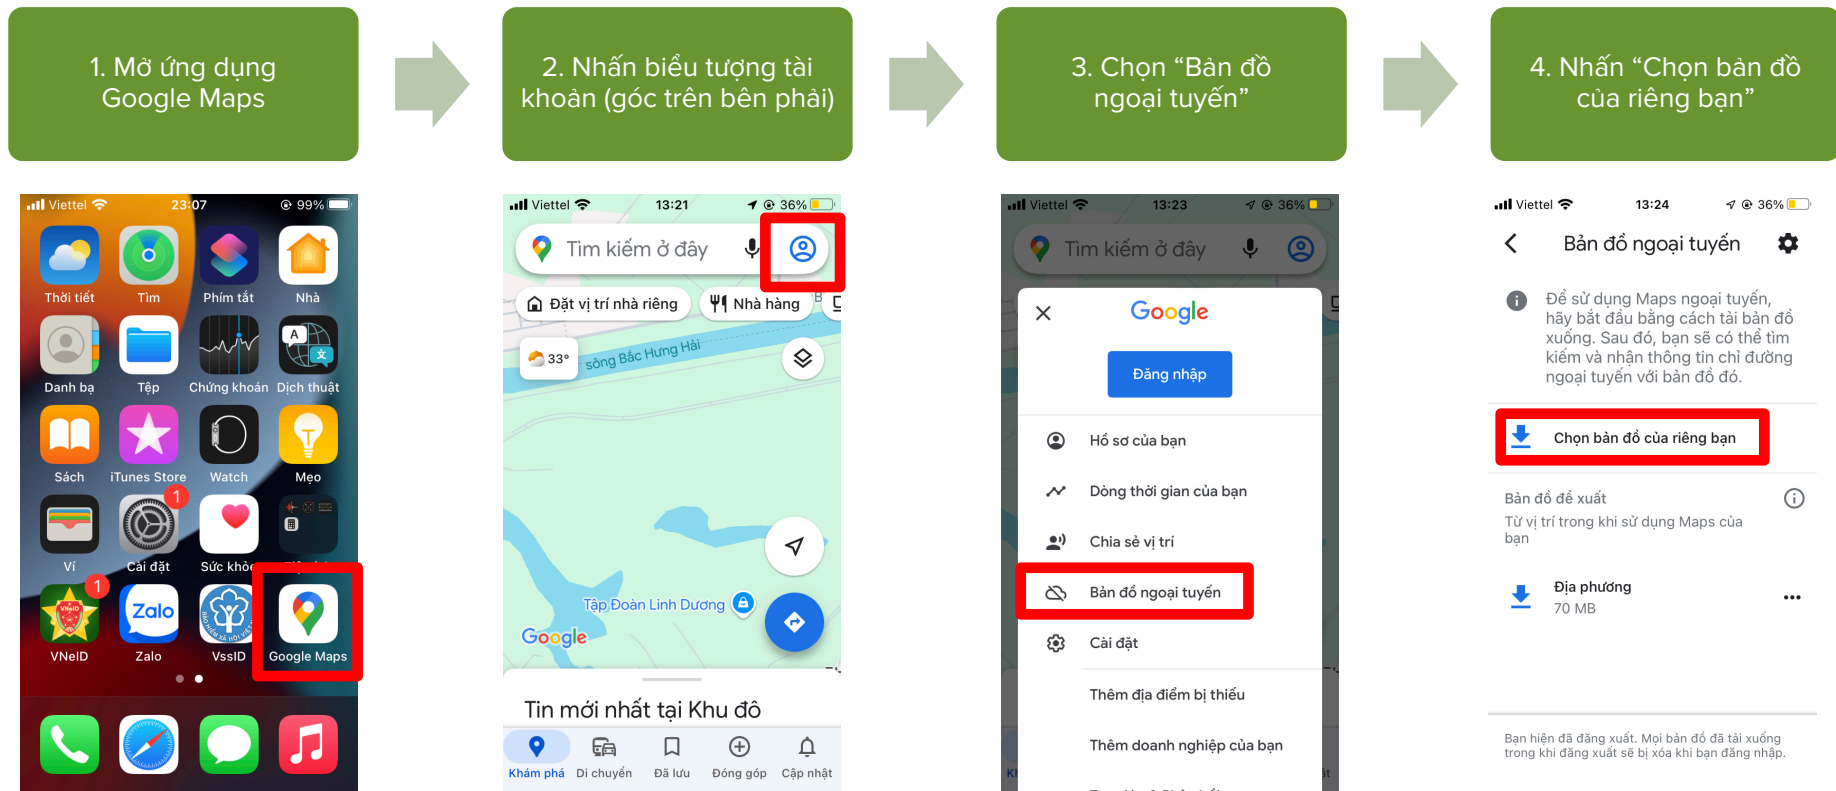 1. Mở ứng dụng
Google Maps
2. Nhấn biểu tượng tài
khoản (góc trên bên phải)
3. Chọn “Bản đồ
ngoại tuyến”
4. Nhấn “Chọn bản đồ
của riêng bạn”
Viettel 23:07 99%
Thời tiết Tìm Phím tắt Nhà
Danh bạ Tệp Chứng khoán Dịch thuật
Sách iTunes Store Watch Mẹo
1
Ví Cài đặt Sức khỏe
1
VNeID Zalo VssID Google Maps
Viettel 13:21 36%
Tìm kiếm ở đây
Đặt vị trí nhà riêng Nhà hàng
33°
sông Bắc Hưng Hải
Tập Đoàn Linh Dương
Google
Tin mới nhất tại Khu đô
Khám phá Di chuyển Đã lưu Đóng góp Cập nhật
Viettel 13:23 36%
Tìm kiếm ở đây
Google
Đăng nhập
Hồ sơ của bạn
Dòng thời gian của bạn
Chia sẻ vị trí
Bản đồ ngoại tuyến
Cài đặt
Thêm địa điểm bị thiếu
Thêm doanh nghiệp của bạn
Viettel 13:24 36%
Bản đồ ngoại tuyến
Để sử dụng Maps ngoại tuyến,
hãy bắt đầu bằng cách tải bản đồ
xuống. Sau đó, bạn sẽ có thể tìm
kiếm và nhận thông tin chỉ đường
ngoại tuyến với bản đồ đó.
Chọn bản đồ của riêng bạn
Bản đồ đề xuất
Từ vị trí trong khi sử dụng Maps của
bạn
Địa phương
70 MB
Bạn hiện đã đăng xuất. Mọi bản đồ đã tải xuống
trong khi đăng xuất sẽ bị xóa khi bạn đăng nhập.